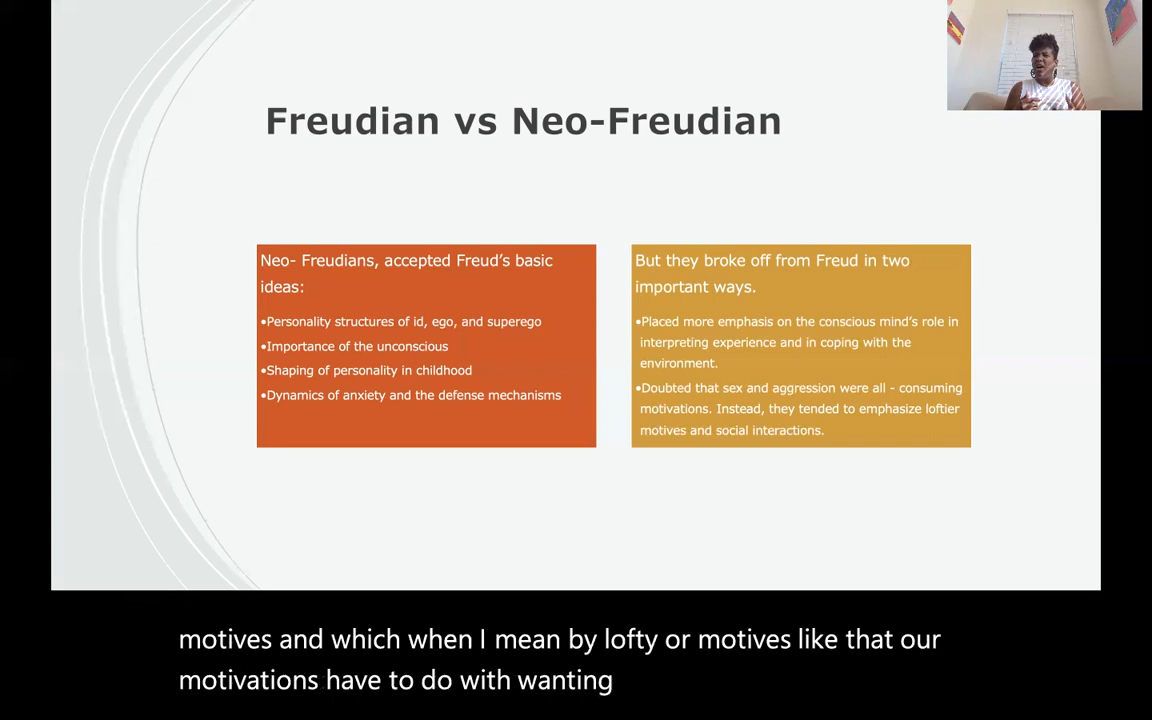 Freudian vs Neo-Freudian
Neo- Freudians, accepted Freud's basic
ideas:
•Personality structures of id, ego, and superego
•Importance of the unconscious
•Shaping of personality in childhood
•Dynamics of anxiety and the defense mechanisms
But they broke off from Freud in two
important ways.
•Placed more emphasis on the conscious mind's role in
interpreting experience and in coping with the
environment.
•Doubted that sex and aggression were all - consuming
motivations. Instead, they tended to emphasize loftier
motives and social interactions.
motives and which when I mean by lofty or motives like that our
motivations have to do with wanting